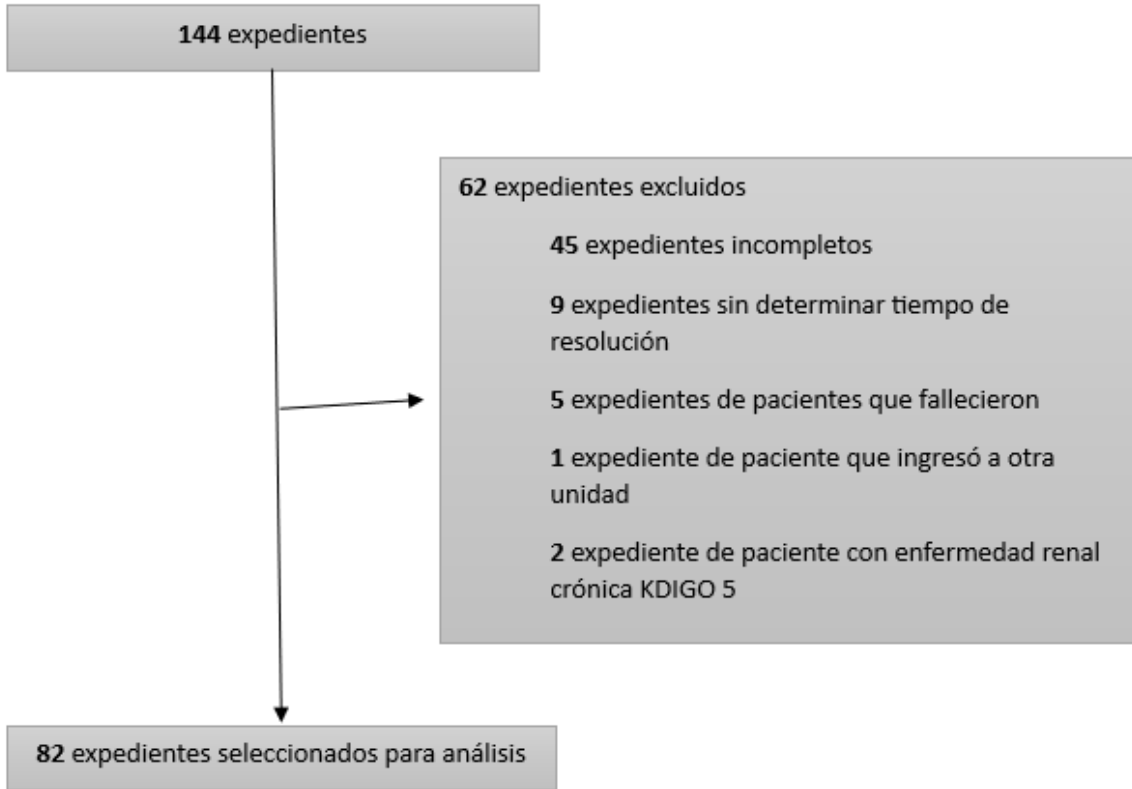 144 expedientes
62 expedientes excluidos
45 expedientes incompletos
9 expedientes sin determinar tiempo de
resolución
5 expedientes de pacientes que fallecieron
1 expediente de paciente que ingresó a otra
unidad
2 expediente de paciente con enfermedad renal
crónica KDIGO 5
82 expedientes seleccionados para análisis